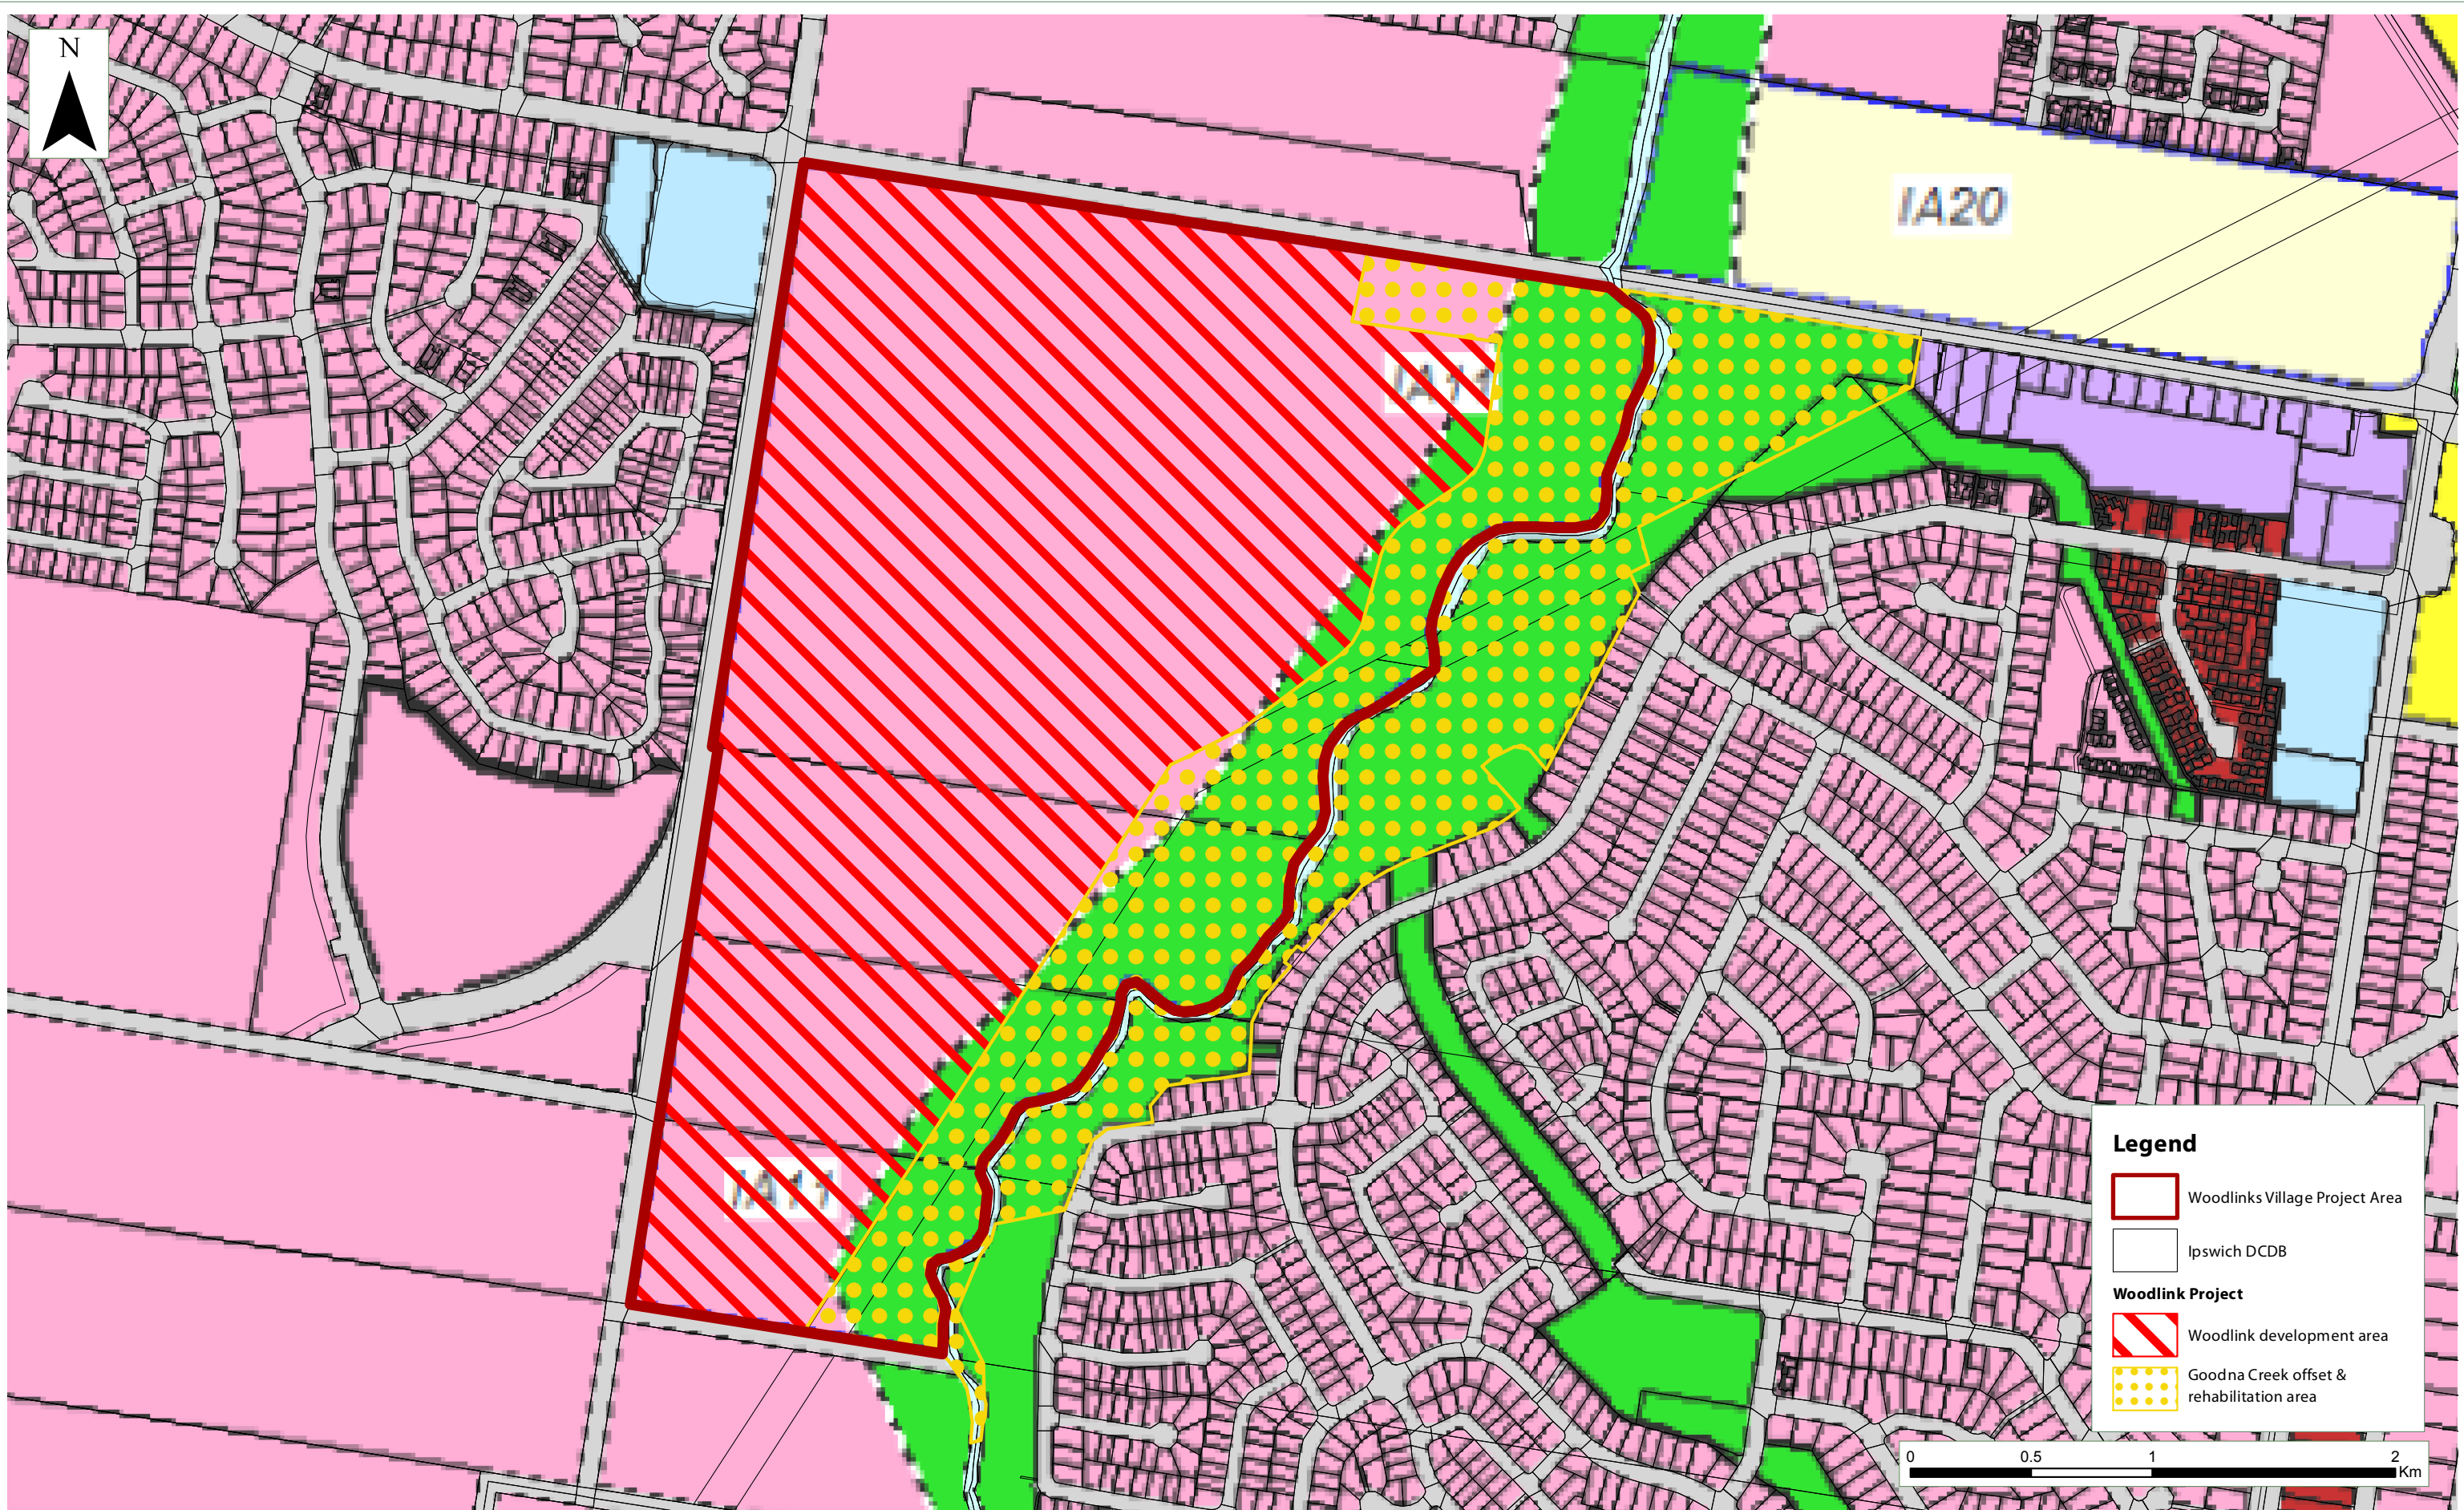 N
IA20
IA11
IA11
Legend
Woodlinks Village Project Area
Ipswich DCDB
Woodlink Project
Woodlink development area
Goodna Creek offset &
rehabilitation area
0 0.5 1 2
Km